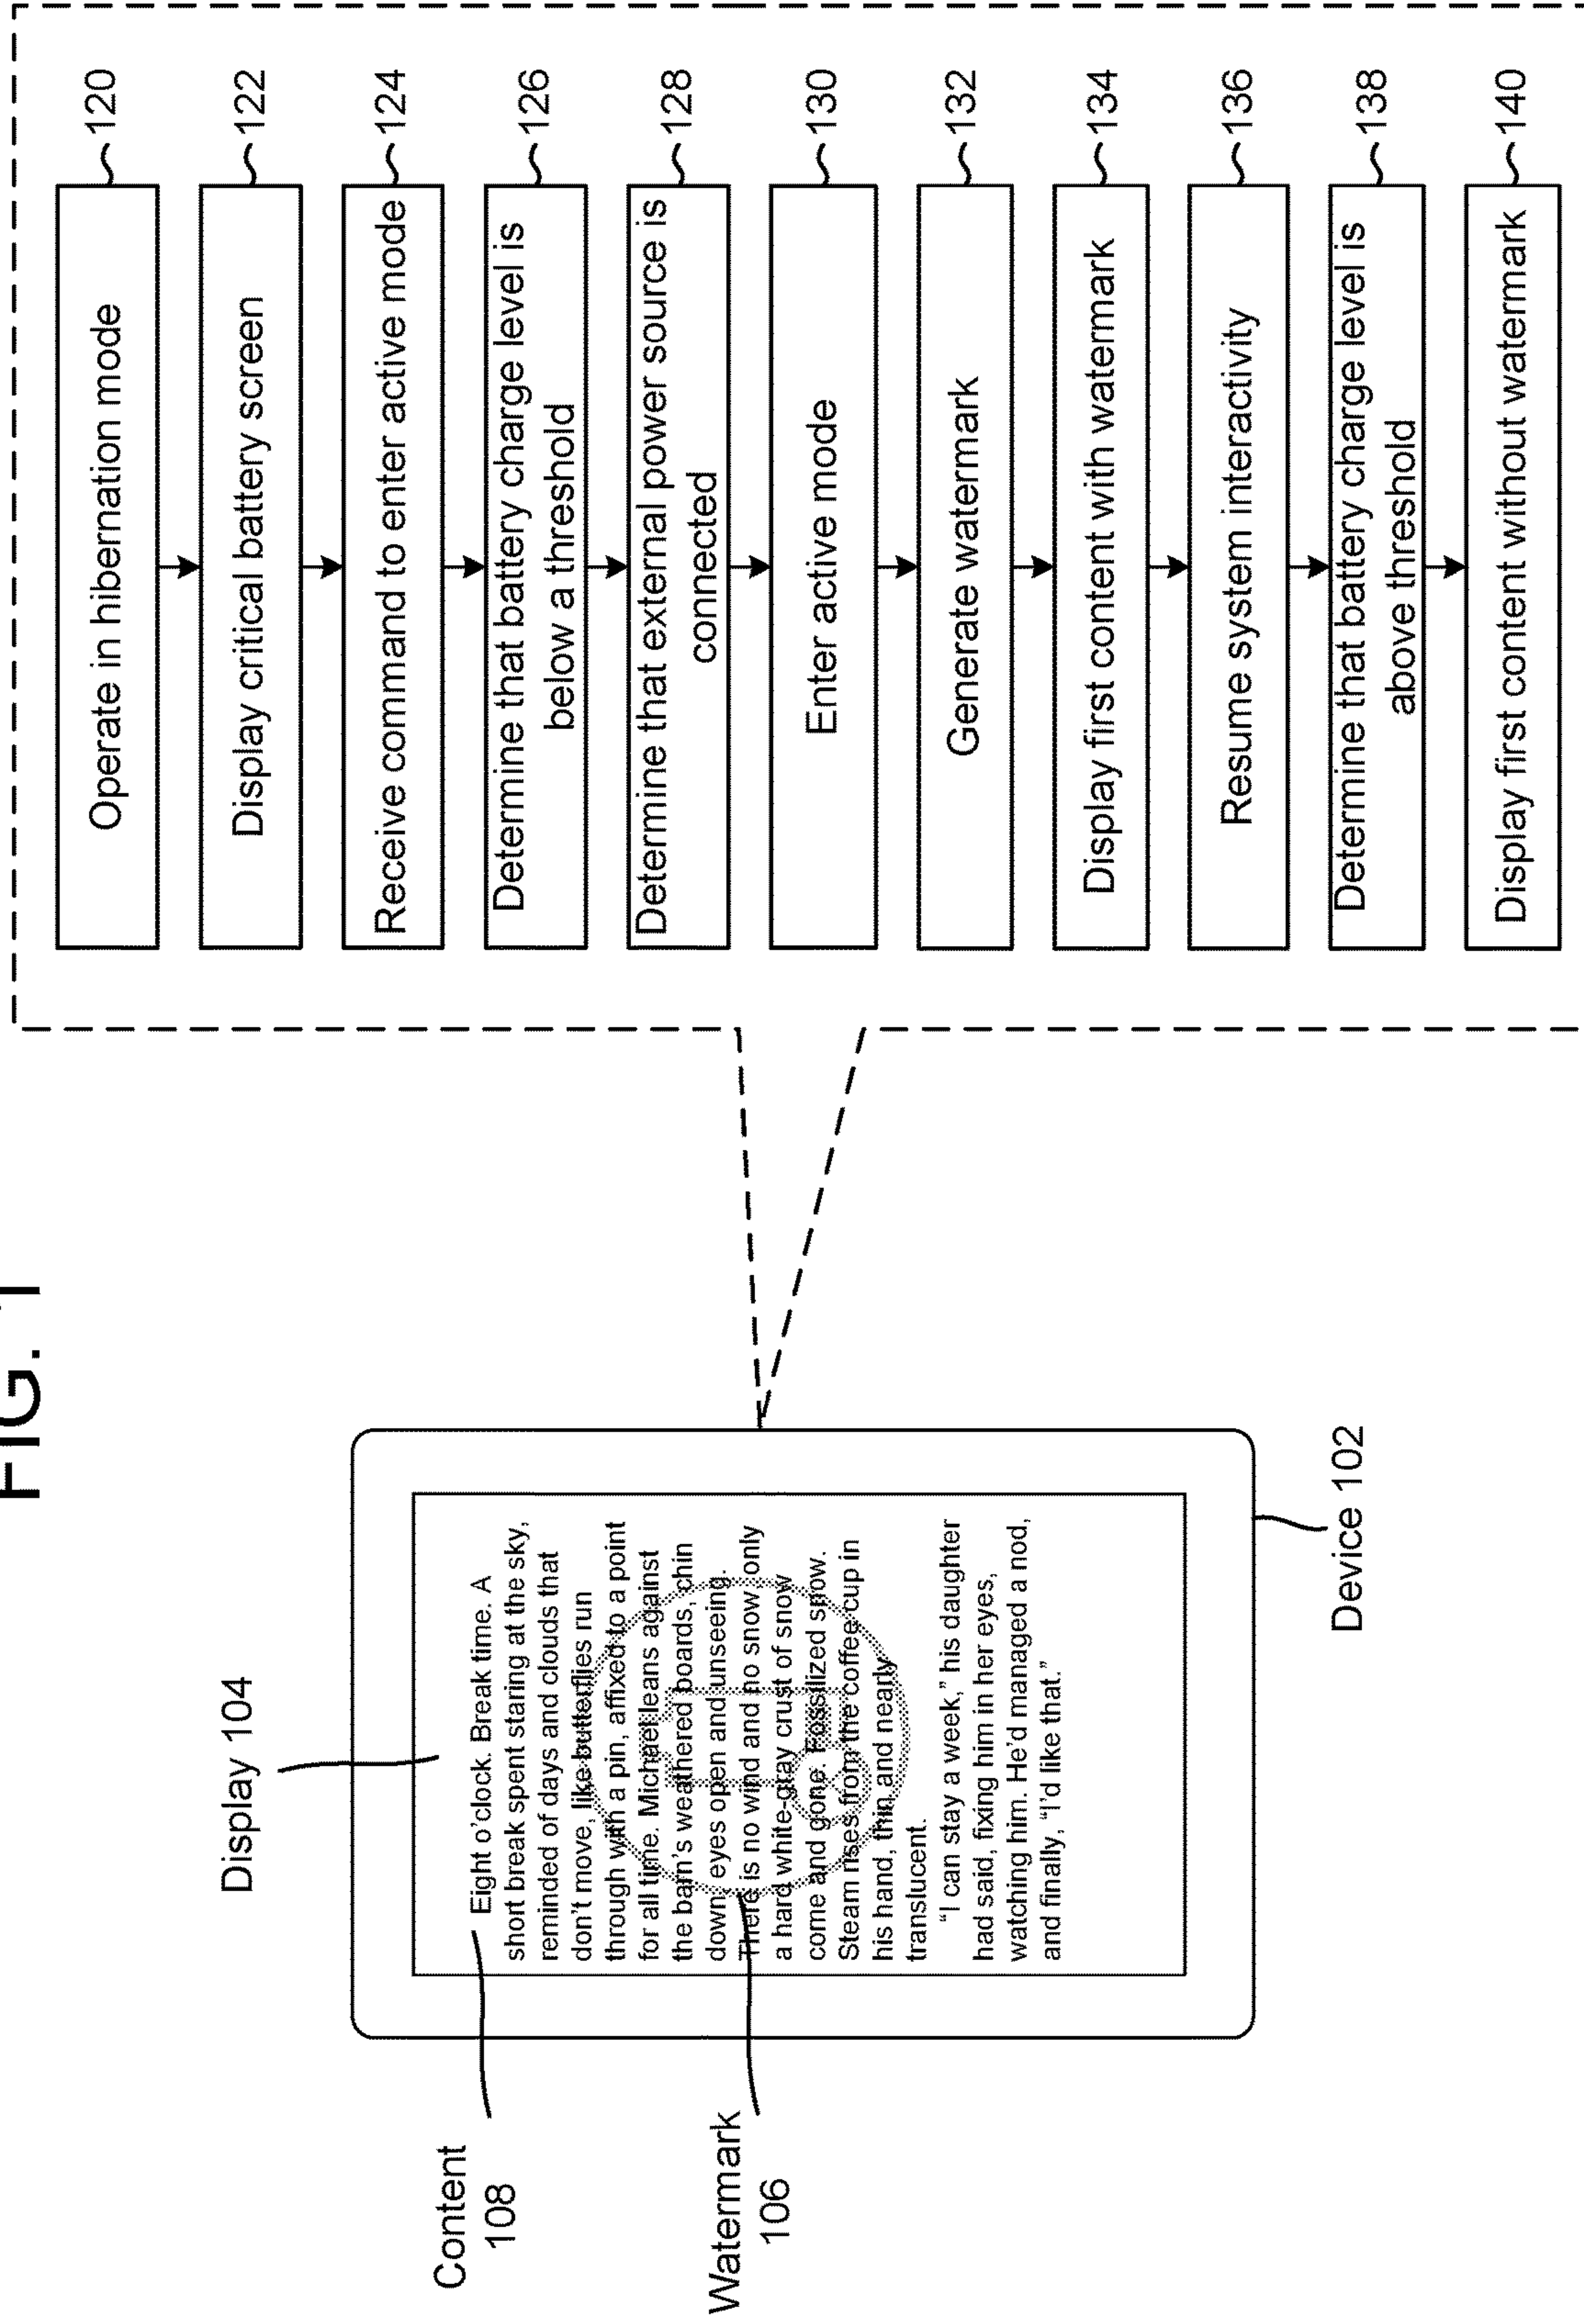 FIG. 1
Display 104
Content
108
Watermark
106
Device 102
Eight o'clock. Break time. A
short break spent staring at the sky,
reminded of days and clouds that
don't move, like butterflies run
through with a pin, affixed to a point
for all time. Michael leans against
the barn's weathered boards, chin
down, eyes open and unseeing.
There is no wind and no snow, only
a hard white-gray crust of snow
come and gone. Fossilized snow.
Steam rises from the coffee cup in
his hand, thin and nearly
translucent.
“I can stay a week,” his daughter
had said, fixing him in her eyes,
watching him. He'd managed a nod,
and finally, “I'd like that.”
Operate in hibernation mode
120
Display critical battery screen
122
Receive command to enter active mode
124
Determine that battery charge level is
below a threshold
126
Determine that external power source is
connected
128
Enter active mode
130
Generate watermark
132
Display first content with watermark
134
Resume system interactivity
136
Determine that battery charge level is
above threshold
138
Display first content without watermark
140